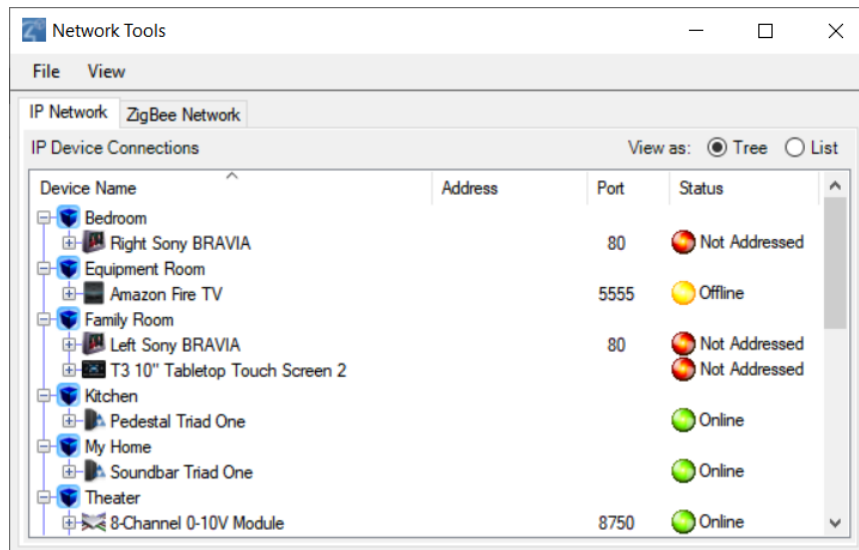 Network Tools
File View
IP Network ZigBee Network
IP Device Connections View as: Tree List
Device Name Address Port Status
Bedroom
Right Sony BRAVIA 80 Not Addressed
Equipment Room
Amazon Fire TV 5555 Offline
Family Room
Left Sony BRAVIA 80 Not Addressed
T3 10" Tabletop Touch Screen 2 Not Addressed
Kitchen
Pedestal Triad One Online
My Home
Soundbar Triad One Online
Theater
8-Channel 0-10V Module 8750 Online